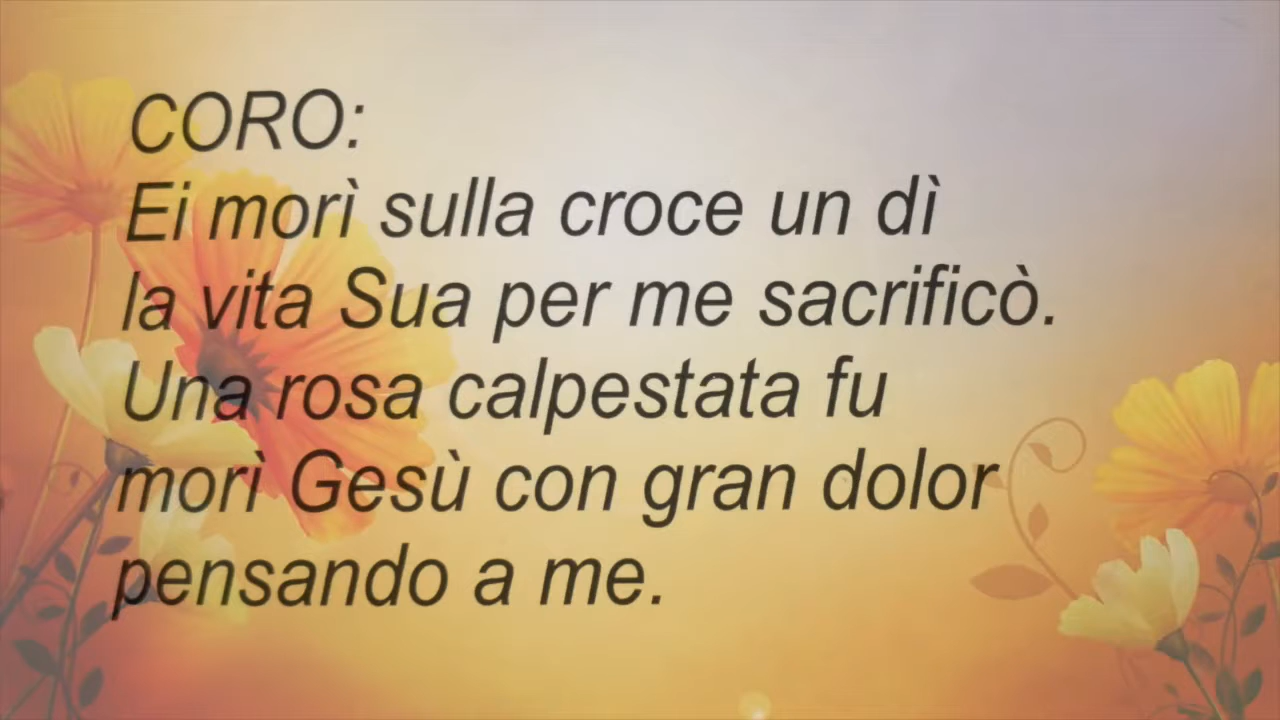 CORO:
Ei morì sulla croce un dì
la vita Sua per me sacrificò.
Una rosa calpestata fu
morì Gesù con gran dolor
pensando a me.